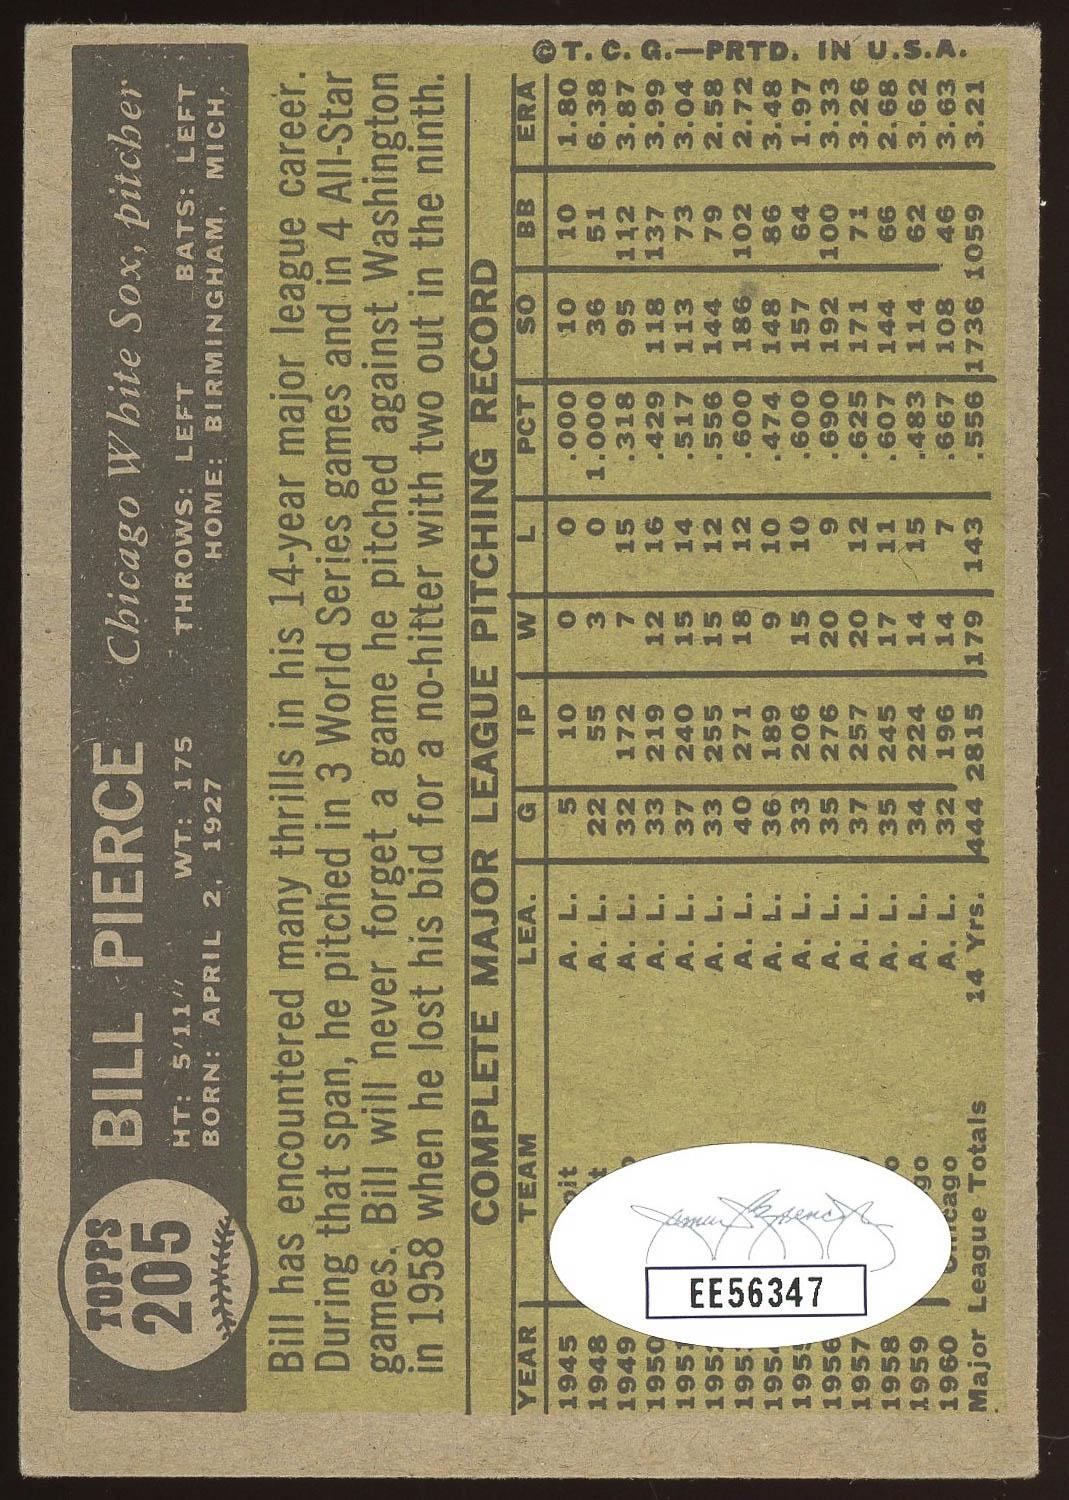 TOPPS
205
BILL PIERCE Chicago White Sox, pitcher
HT: 5'11" WT: 175 THROWS: LEFT BATS: LEFT
BORN: APRIL 2, 1927 HOME: BIRMINGHAM, MICH.
Bill has encountered many thrills in his 14-year major league career.
During that span, he pitched in 3 World Series games and in 4 All-Star
games. Bill will never forget a game he pitched against Washington
in 1958 when he lost his bid for a no-hitter with two out in the ninth.
COMPLETE MAJOR LEAGUE PITCHING RECORD
YEAR TEAM LEA. G IP W L PCT SO BB ERA
1945 oit A. L. 5 10 0 0 .000 10 10 1.80
1948 it A. L. 22 55 3 0 1.000 36 51 6.38
1949 A. L. 32 172 7 15 .318 95 112 3.87
1950 A. L. 33 219 12 16 .429 118 137 3.99
195 A. L. 37 240 15 14 .517 113 73 3.04
195 A. L. 33 255 15 12 .556 144 79 2.58
195 A. L. 40 271 18 12 .600 186 102 2.72
195 A. L. 36 189 9 10 .474 148 86 3.48
195 A. L. 33 206 15 10 .600 157 64 1.97
1956 A. L. 35 276 20 9 .690 192 100 3.33
1957 A. L. 37 257 20 12 .625 171 71 3.26
1958 o A. L. 35 245 17 11 .607 144 66 2.68
1959 go A. L. 34 224 14 15 .483 114 62 3.62
1960 Chicago A. L. 32 196 14 7 .667 108 46 3.63
Major League Totals 14 Yrs. 444 2815 179 143 .556 1736 1059 3.21
©T. C. G.—PRTD. IN U.S.A.
James Spence Jr
EE56347